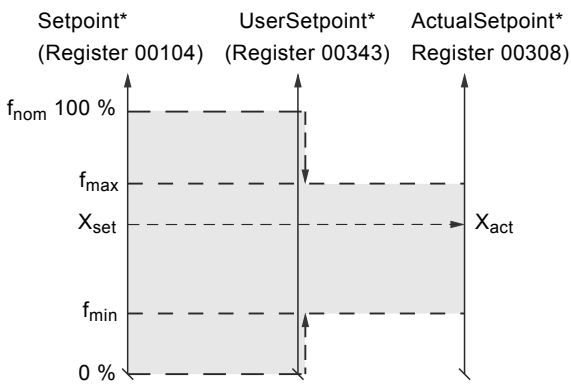 Setpoint* UserSetpoint* ActualSetpoint*
(Register 00104) (Register 00343) Register 00308)
fnom 100 %
fmax
Xset Xact
fmin
0 %